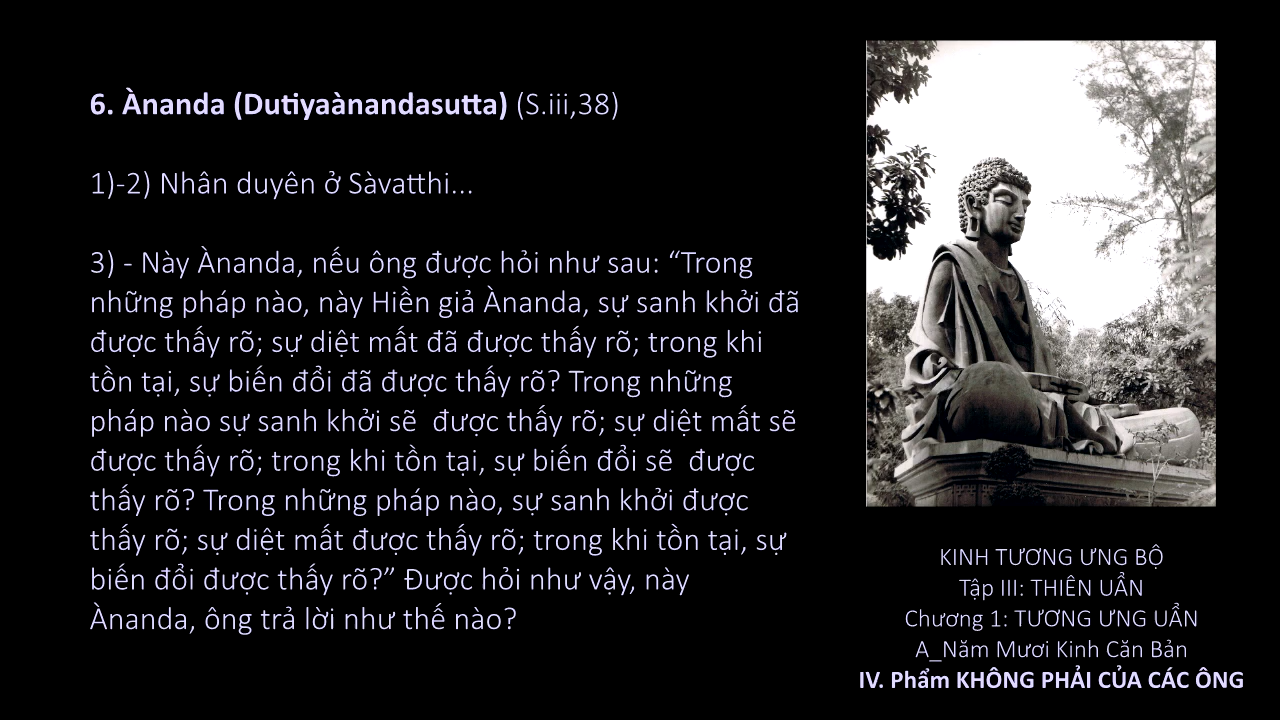 6. Ànanda (Dutiyaànandasutta) (S.iii,38)
1)-2) Nhân duyên ở Sàvatthi...
3) - Này Ànanda, nếu ông được hỏi như sau: “Trong
những pháp nào, này Hiền giả Ànanda, sự sanh khởi đã
được thấy rõ; sự diệt mất đã được thấy rõ; trong khi
tồn tại, sự biến đổi đã được thấy rõ? Trong những
pháp nào sự sanh khởi sẽ  được thấy rõ; sự diệt mất sẽ
được thấy rõ; trong khi tồn tại, sự biến đổi sẽ  được
thấy rõ? Trong những pháp nào, sự sanh khởi được
thấy rõ; sự diệt mất được thấy rõ; trong khi tồn tại, sự
biến đổi được thấy rõ?” Được hỏi như vậy, này
Ànanda, ông trả lời như thế nào?
KINH TƯƠNG ƯNG BỘ
Tập III: THIÊN UẨN
Chương 1: TƯƠNG ƯNG UẨN
A_Năm Mươi Kinh Căn Bản
IV. Phẩm KHÔNG PHẢI CỦA CÁC ÔNG